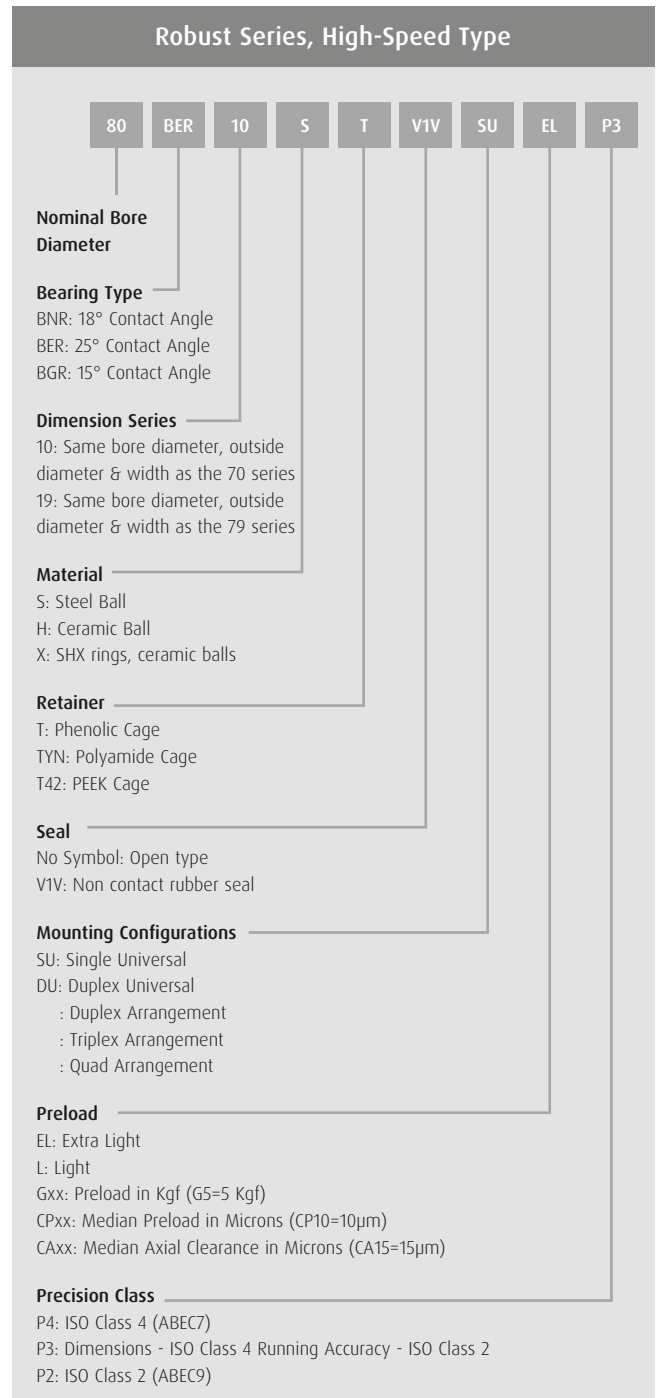 Robust Series, High-Speed Type
80 BER 10 S T V1V SU EL P3
Nominal Bore
Diameter
Bearing Type
BNR: 18° Contact Angle
BER: 25° Contact Angle
BGR: 15° Contact Angle
Dimension Series
10: Same bore diameter, outside
diameter & width as the 70 series
19: Same bore diameter, outside
diameter & width as the 79 series
Material
S: Steel Ball
H: Ceramic Ball
X: SHX rings, ceramic balls
Retainer
T: Phenolic Cage
TYN: Polyamide Cage
T42: PEEK Cage
Seal
No Symbol: Open type
V1V: Non contact rubber seal
Mounting Configurations
SU: Single Universal
DU: Duplex Universal
: Duplex Arrangement
: Triplex Arrangement
: Quad Arrangement
Preload
EL: Extra Light
L: Light
Gxx: Preload in Kgf (G5=5 Kgf)
CPxx: Median Preload in Microns (CP10=10µm)
CAxx: Median Axial Clearance in Microns (CA15=15µm)
Precision Class
P4: ISO Class 4 (ABEC7)
P3: Dimensions - ISO Class 4 Running Accuracy - ISO Class 2
P2: ISO Class 2 (ABEC9)